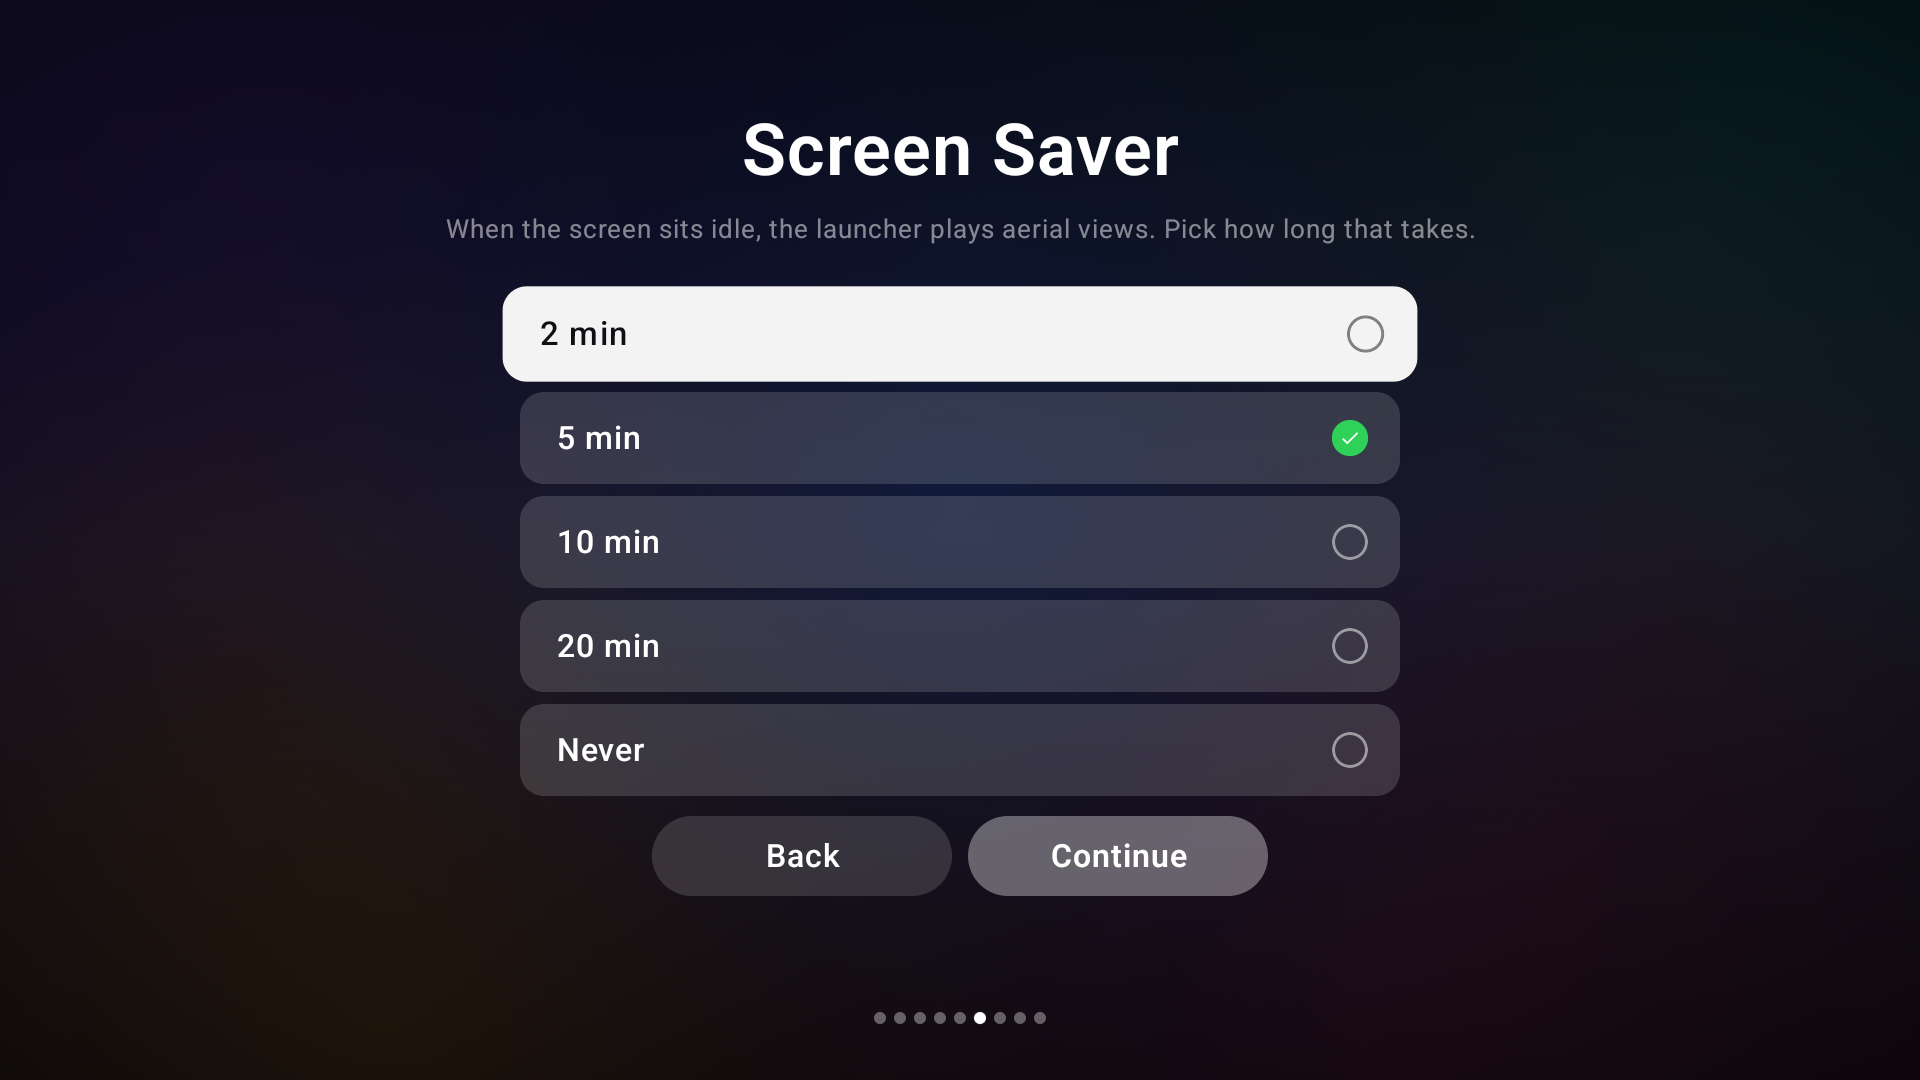 Screen Saver
When the screen sits idle, the launcher plays aerial views. Pick how long that takes.
2 min
5 min
10 min
20 min
Never
Back
Continue